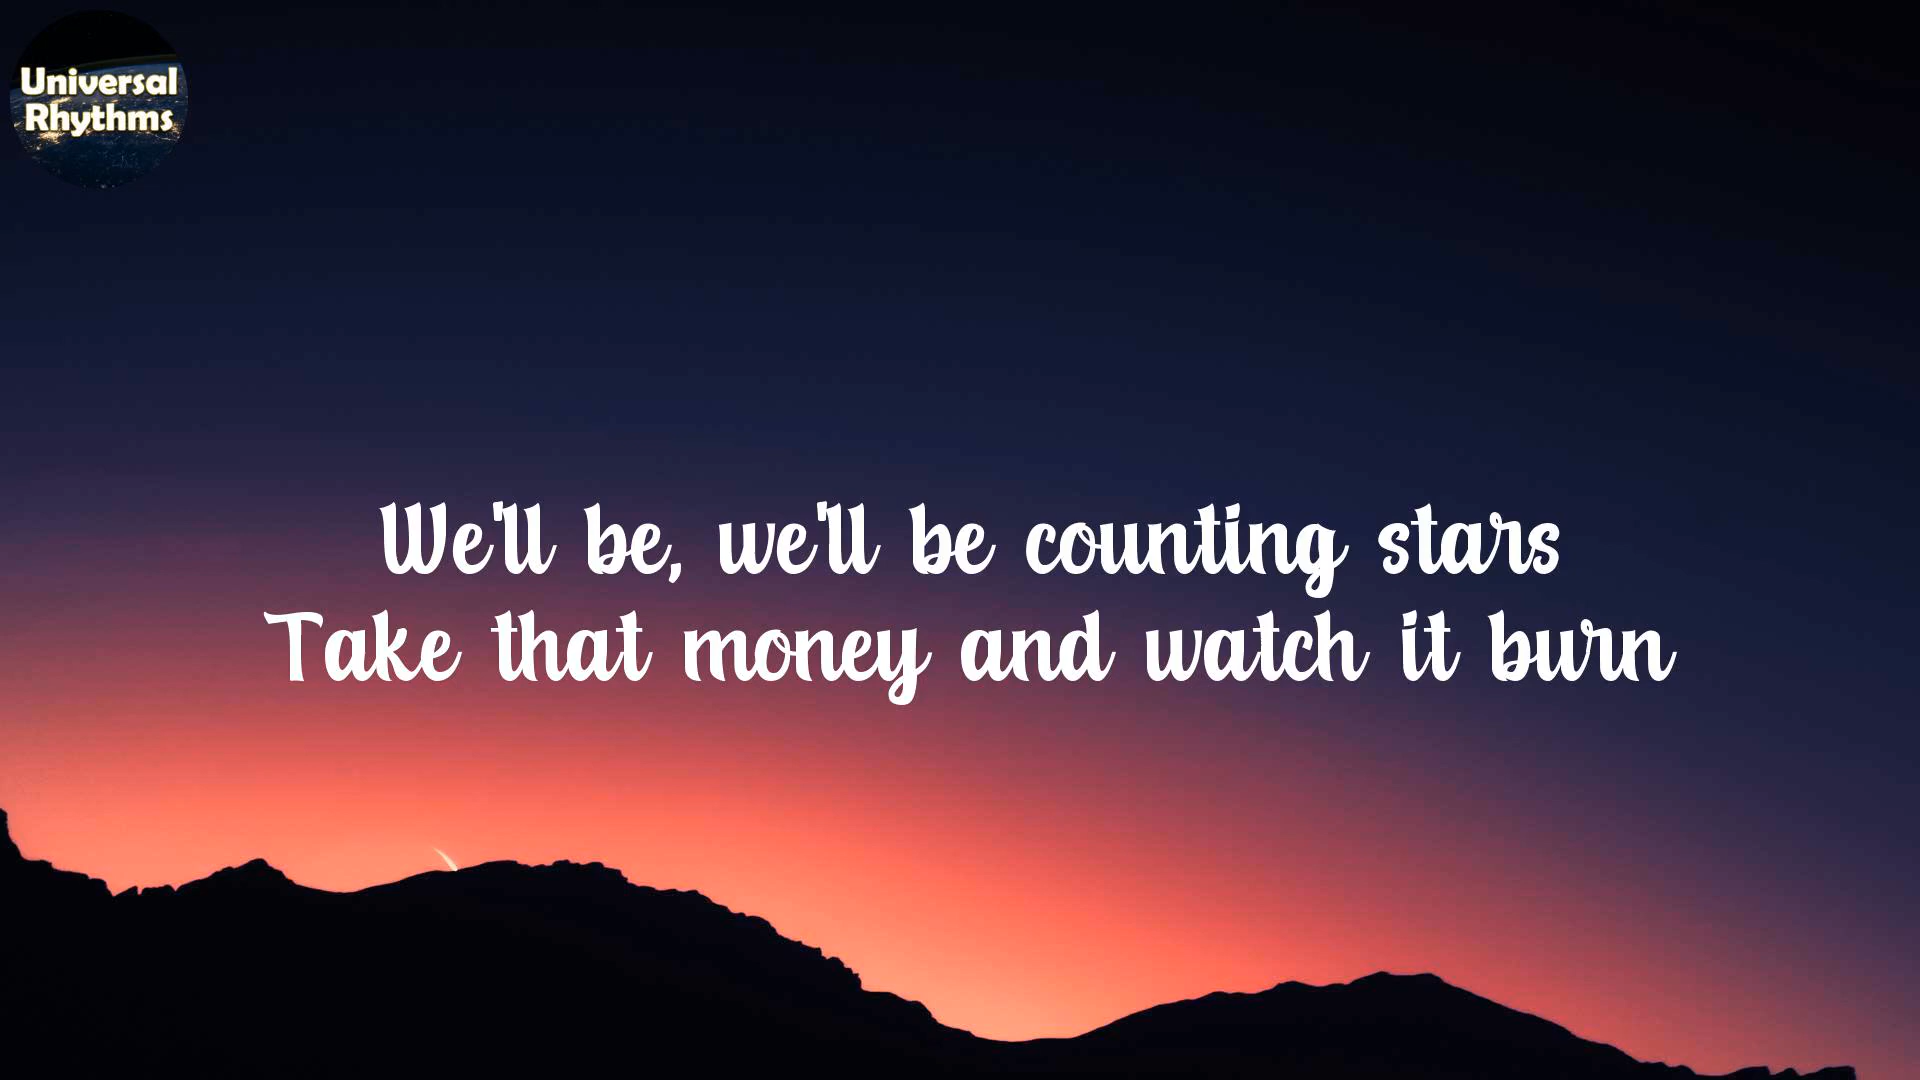 Universal
Rhythms
We'll be, we'll be counting stars
Take that money and watch it burn